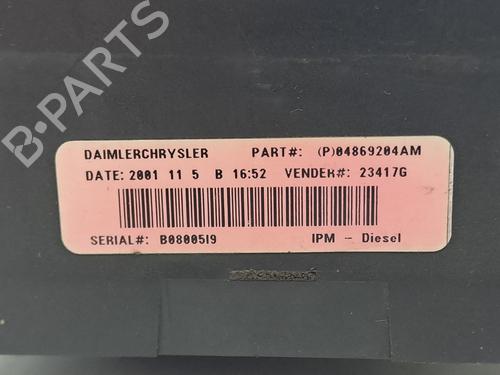 B-PARTS
DAIMLERCHRYSLER PART#: (P)04869204AM
DATE: 2001 11 5 B 16:52 VENDER#: 23417G
SERIAL#: B0800519 IPM - Diesel